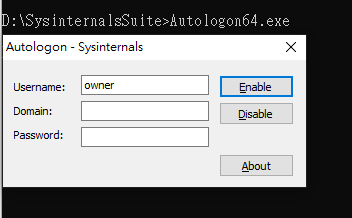 D:\SysinternalsSuite>Autologon64.exe
Autologon - Sysinternals
Username: owner Enable
Domain: Disable
Password:
About